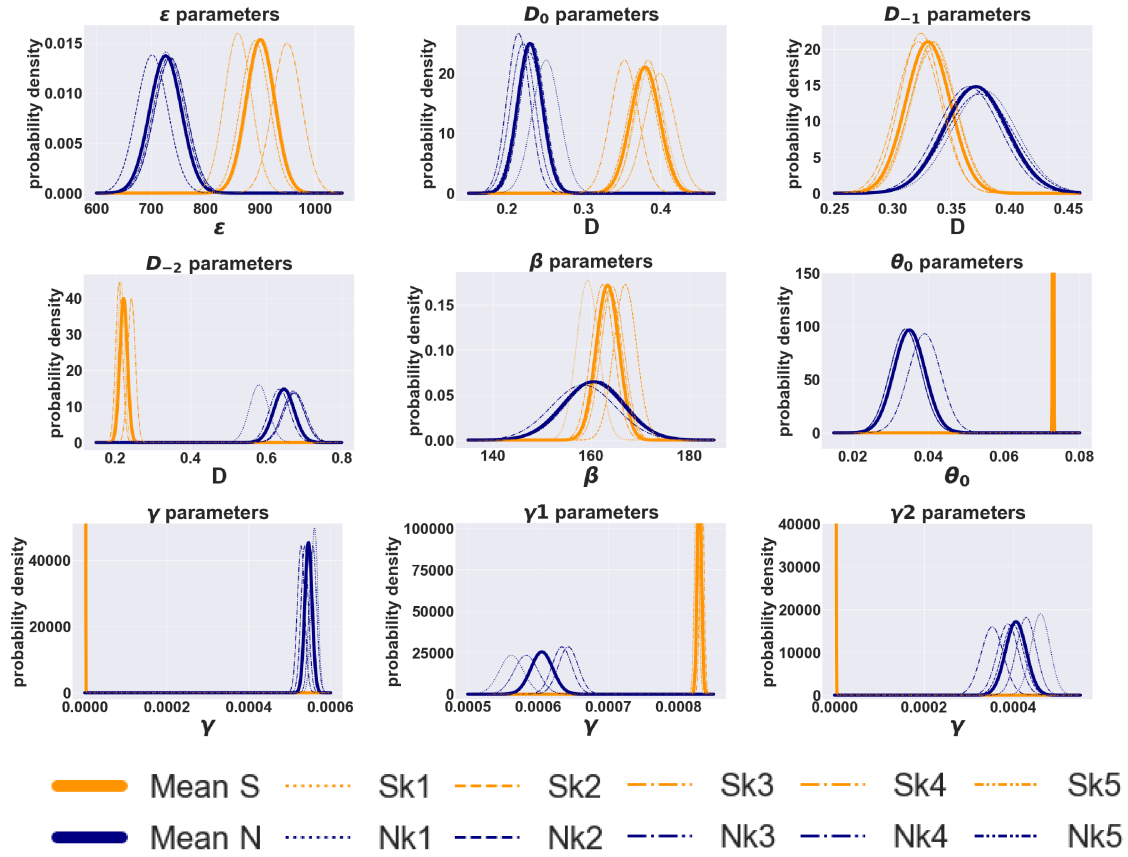 ε parameters
probability density
0.015
0.010
0.005
0.000
600 700 800 900 1000
ε
D₀ parameters
probability density
20
10
0
0.2 0.3 0.4
D
D₋₁ parameters
probability density
20
15
10
5
0
0.25 0.30 0.35 0.40 0.45
D
D₋₂ parameters
probability density
40
30
20
10
0
0.2 0.4 0.6 0.8
D
β parameters
probability density
0.15
0.10
0.05
0.00
140 160 180
β
θ₀ parameters
probability density
150
100
50
0
0.02 0.04 0.06 0.08
θ₀
γ parameters
probability density
40000
20000
0
0.0000 0.0002 0.0004 0.0006
γ
γ1 parameters
probability density
100000
75000
50000
25000
0
0.0005 0.0006 0.0007 0.0008
γ
γ2 parameters
probability density
40000
30000
20000
10000
0
0.0000 0.0002 0.0004
γ
Mean S Sk1 Sk2 Sk3 Sk4 Sk5
Mean N Nk1 Nk2 Nk3 Nk4 Nk5